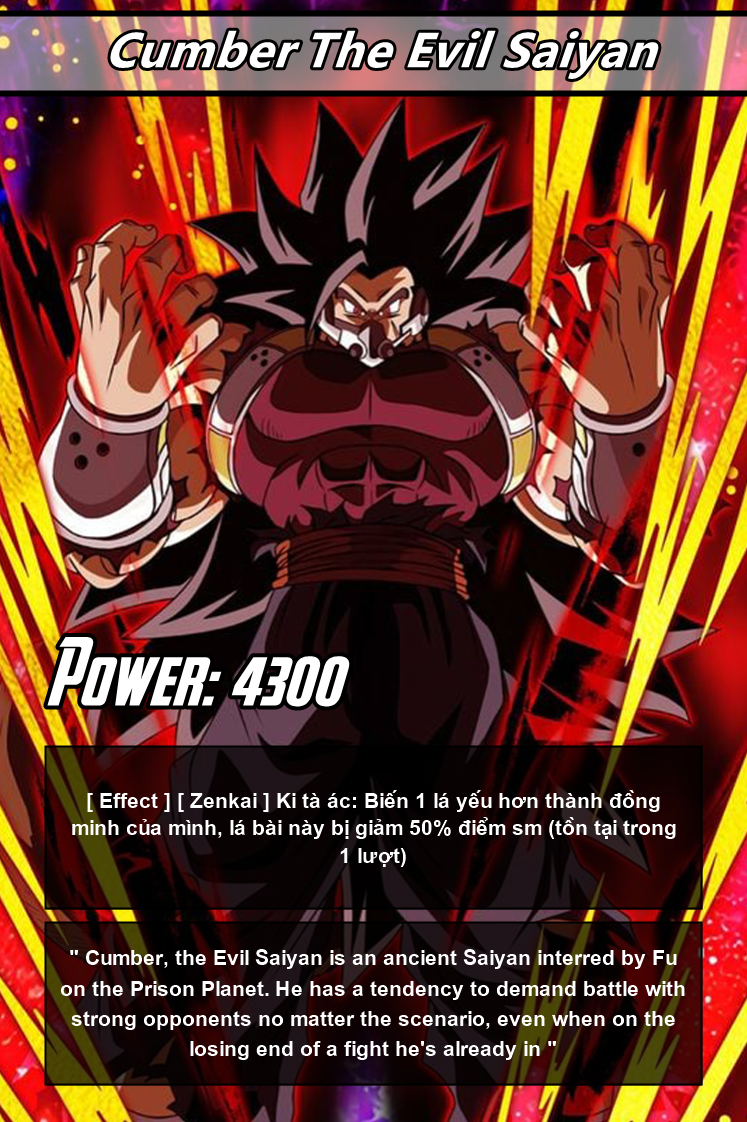 Cumber The Evil Saiyan
Power: 4300
[ Effect ] [ Zenkai ] Ki tà ác: Biến 1 lá yếu hơn thành đồng
minh của mình, lá bài này bị giảm 50% điểm sm (tồn tại trong
1 lượt)
" Cumber, the Evil Saiyan is an ancient Saiyan interred by Fu
on the Prison Planet. He has a tendency to demand battle with
strong opponents no matter the scenario, even when on the
losing end of a fight he's already in "